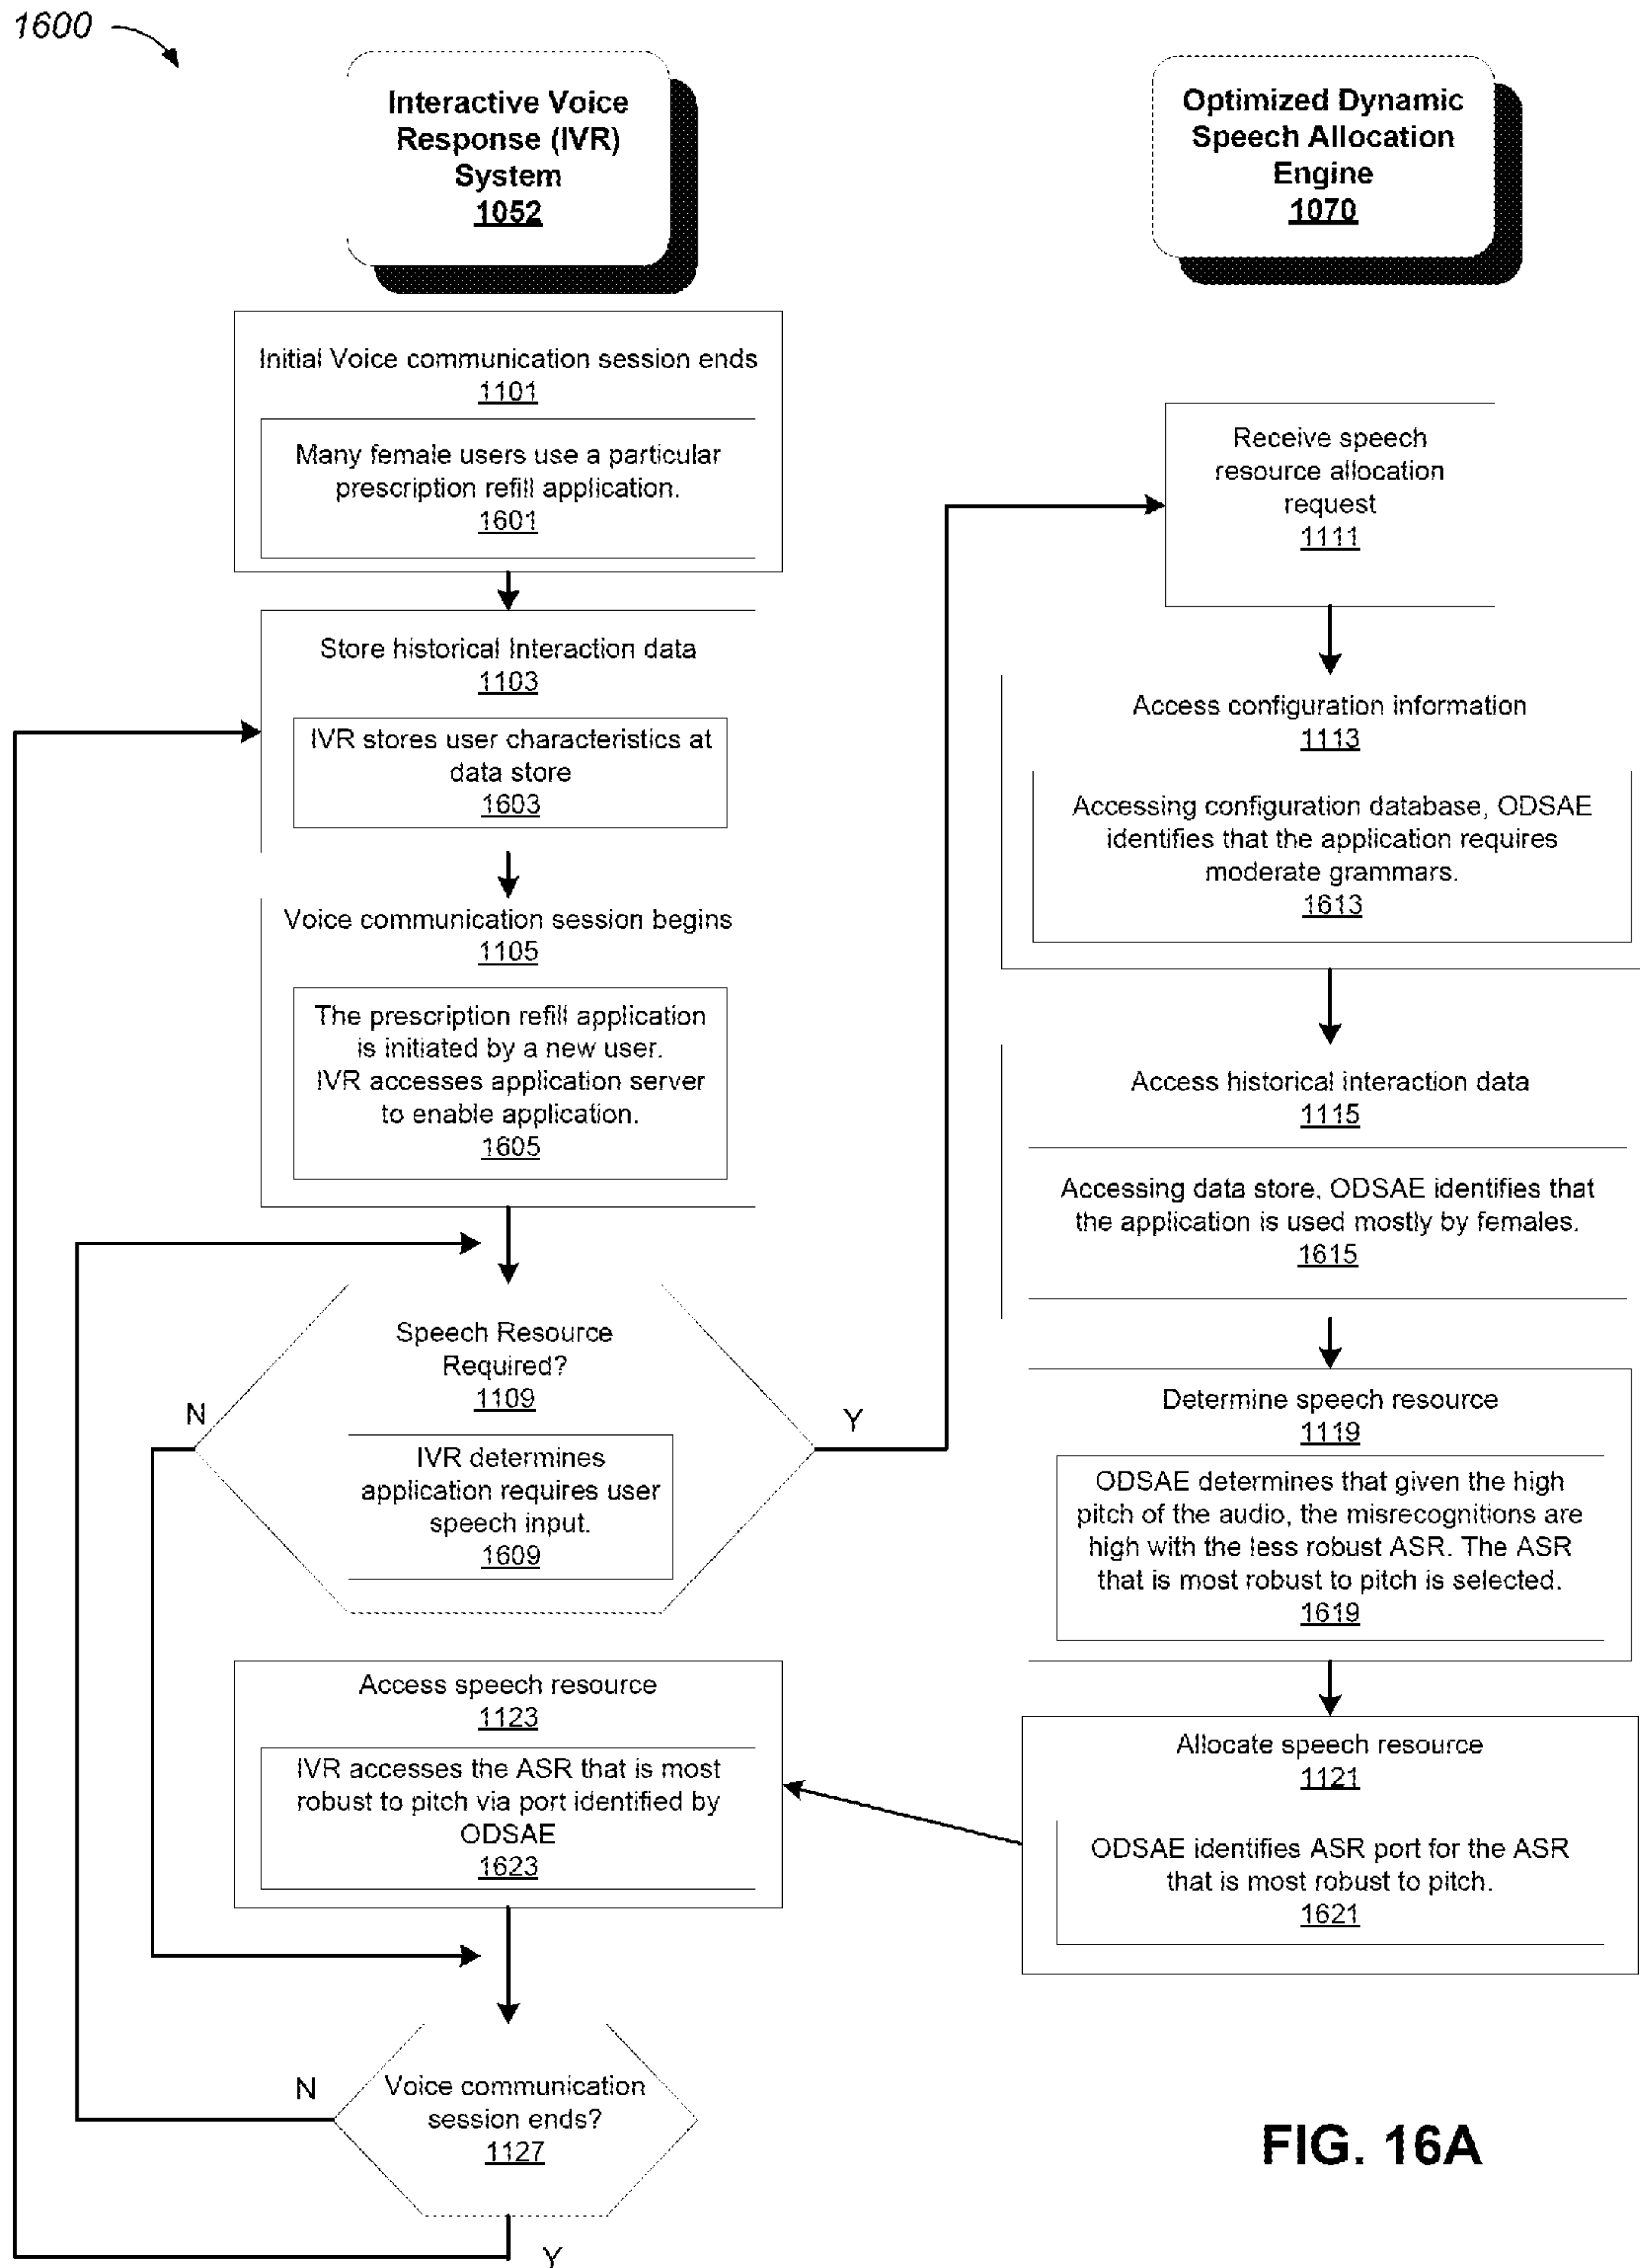 1600
Interactive Voice
Response (IVR)
System
1052
Optimized Dynamic
Speech Allocation
Engine
1070
Initial Voice communication session ends
1101
Many female users use a particular
prescription refill application.
1601
Store historical Interaction data
1103
IVR stores user characteristics at
data store
1603
Voice communication session begins
1105
The prescription refill application
is initiated by a new user.
IVR accesses application server
to enable application.
1605
Speech Resource
Required?
1109
IVR determines
application requires user
speech input.
1609
N
Y
Access speech resource
1123
IVR accesses the ASR that is most
robust to pitch via port identified by
ODSAE
1623
Voice communication
session ends?
1127
N
Y
Receive speech
resource allocation
request
1111
Access configuration information
1113
Accessing configuration database, ODSAE
identifies that the application requires
moderate grammars.
1613
Access historical interaction data
1115
Accessing data store, ODSAE identifies that
the application is used mostly by females.
1615
Determine speech resource
1119
ODSAE determines that given the high
pitch of the audio, the misrecognitions are
high with the less robust ASR. The ASR
that is most robust to pitch is selected.
1619
Allocate speech resource
1121
ODSAE identifies ASR port for the ASR
that is most robust to pitch.
1621
FIG. 16A